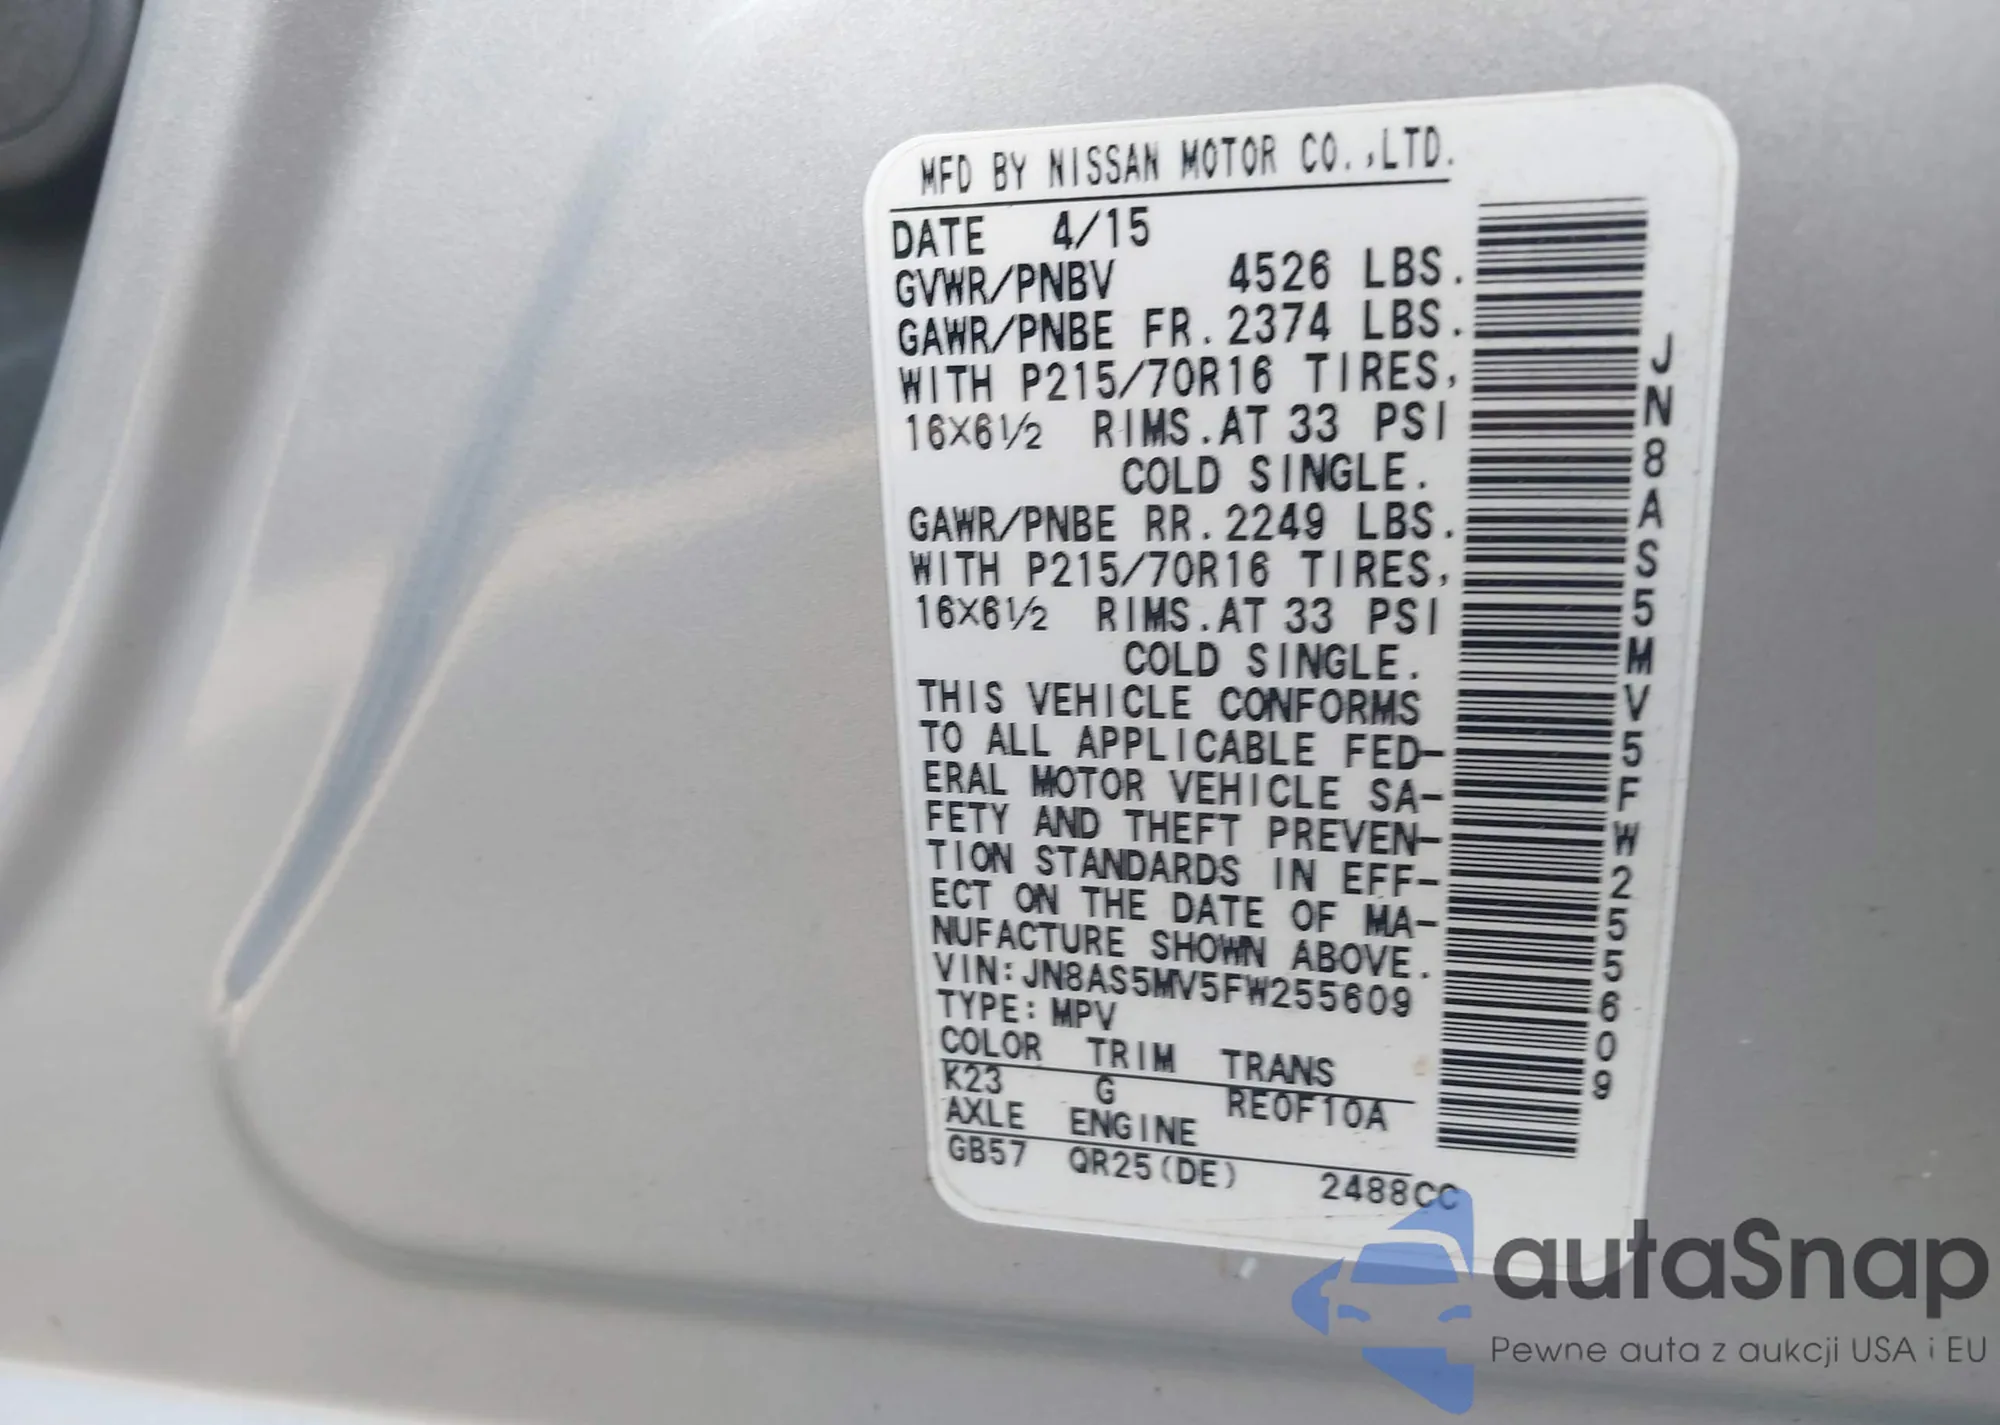 MFD BY NISSAN MOTOR CO.,LTD.
DATE 4/15
GVWR/PNBV 4526 LBS.
GAWR/PNBE FR. 2374 LBS.
WITH P215/70R16 TIRES,
16X6½ RIMS.AT 33 PSI
COLD SINGLE.
GAWR/PNBE RR. 2249 LBS.
WITH P215/70R16 TIRES,
16X6½ RIMS.AT 33 PSI
COLD SINGLE.
THIS VEHICLE CONFORMS
TO ALL APPLICABLE FED-
ERAL MOTOR VEHICLE SA-
FETY AND THEFT PREVEN-
TION STANDARDS IN EFF-
ECT ON THE DATE OF MA-
NUFACTURE SHOWN ABOVE.
VIN:JN8AS5MV5FW255609
TYPE:MPV
COLOR TRIM TRANS
K23 G RE0F10A
AXLE ENGINE
GB57 QR25(DE) 2488CC
JN8AS5MV5FW255609
autaSnap
Pewne auta z aukcji USA i EU